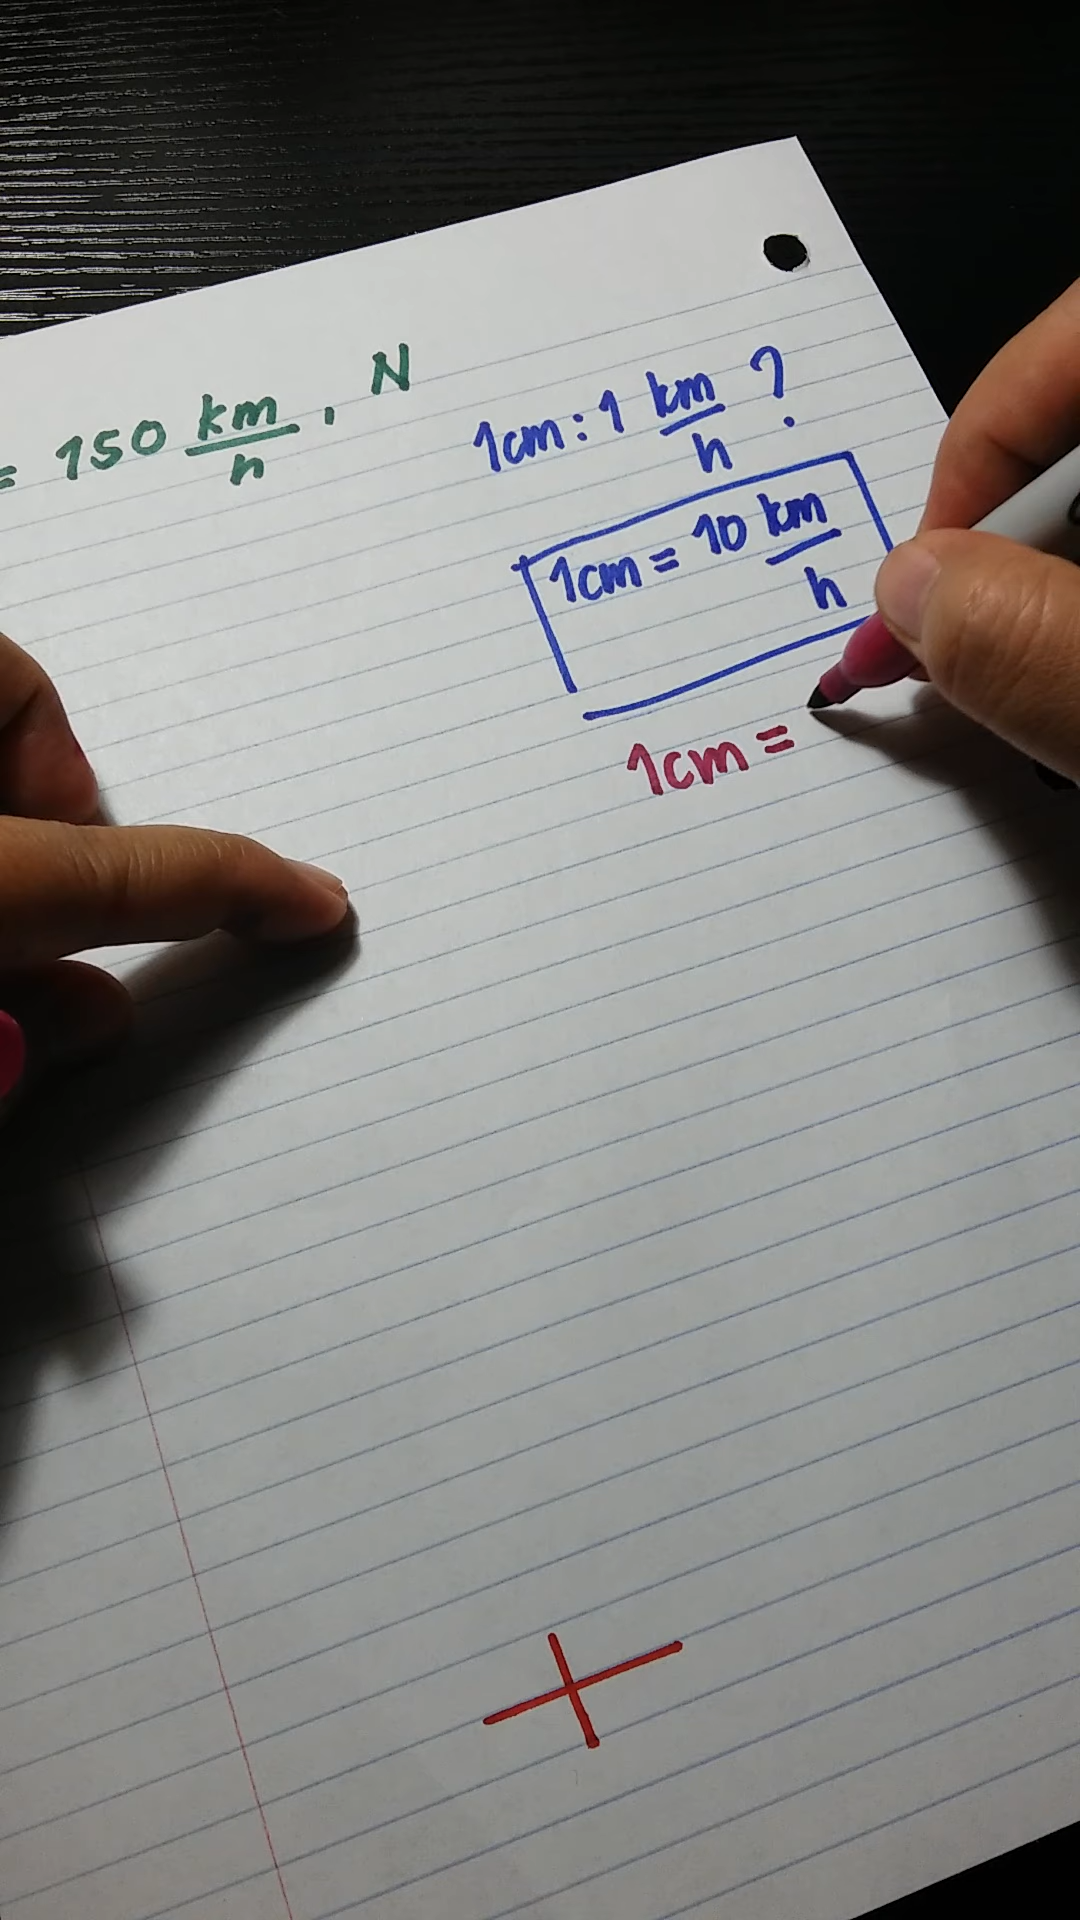 = 150 km/h , N
1cm : 1 km/h ?
1cm = 10 km/h
1cm =